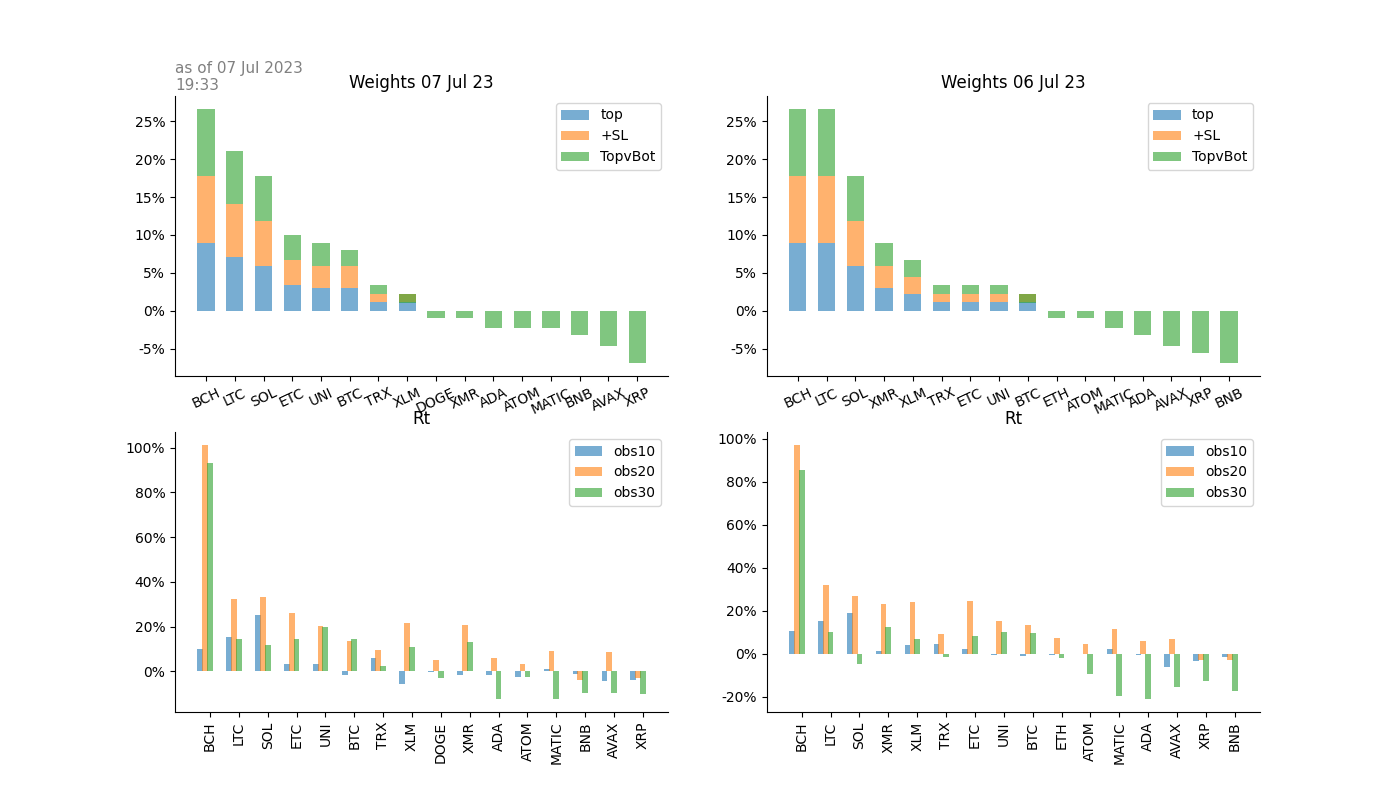 as of 07 Jul 2023
19:33
Weights 07 Jul 23
25%
20%
15%
10%
5%
0%
-5%
top
+SL
TopvBot
BCH LTC SOL ETC UNI BTC TRX XLM DOGE XMR ADA ATOM MATIC BNB AVAX XRP
Weights 06 Jul 23
25%
20%
15%
10%
5%
0%
-5%
top
+SL
TopvBot
BCH LTC SOL XMR XLM TRX ETC UNI BTC ETH ATOM MATIC ADA AVAX XRP BNB
Rt
100%
80%
60%
40%
20%
0%
obs10
obs20
obs30
BCH LTC SOL ETC UNI BTC TRX XLM DOGE XMR ADA ATOM MATIC BNB AVAX XRP
Rt
100%
80%
60%
40%
20%
0%
-20%
obs10
obs20
obs30
BCH LTC SOL XMR XLM TRX ETC UNI BTC ETH ATOM MATIC ADA AVAX XRP BNB